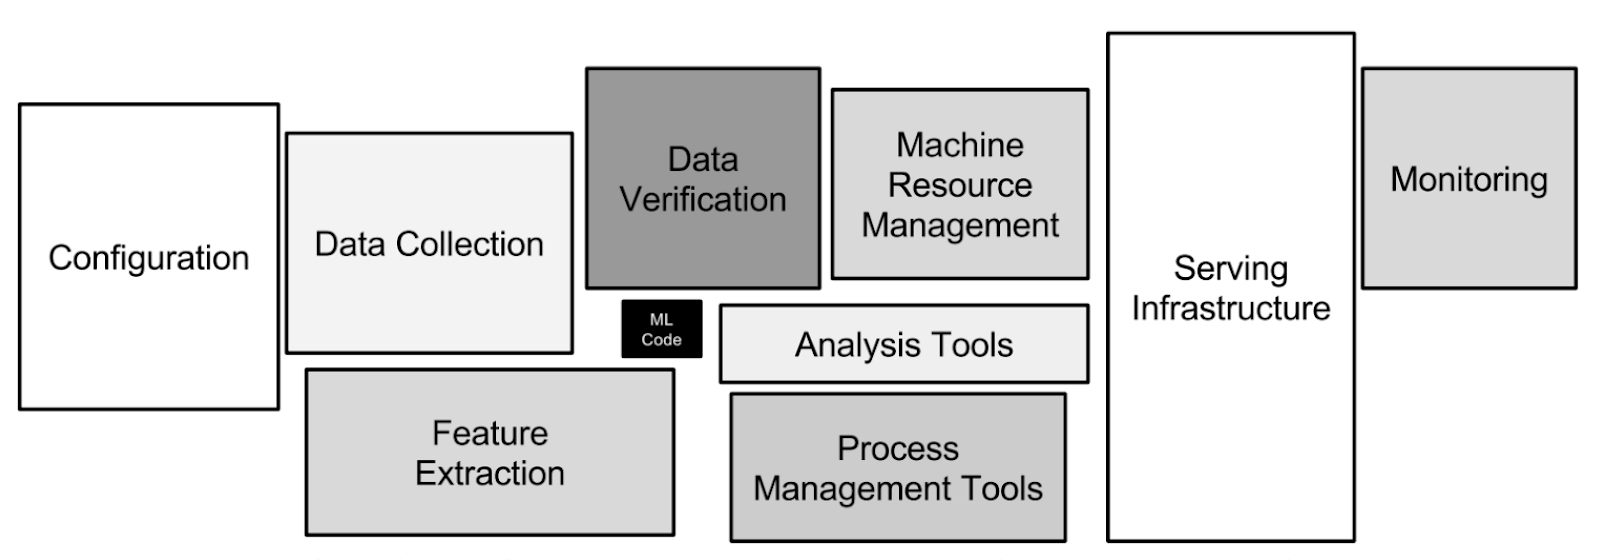 Configuration
Data Collection
Data
Verification
Machine
Resource
Management
Serving
Infrastructure
Monitoring
ML
Code
Analysis Tools
Feature
Extraction
Process
Management Tools